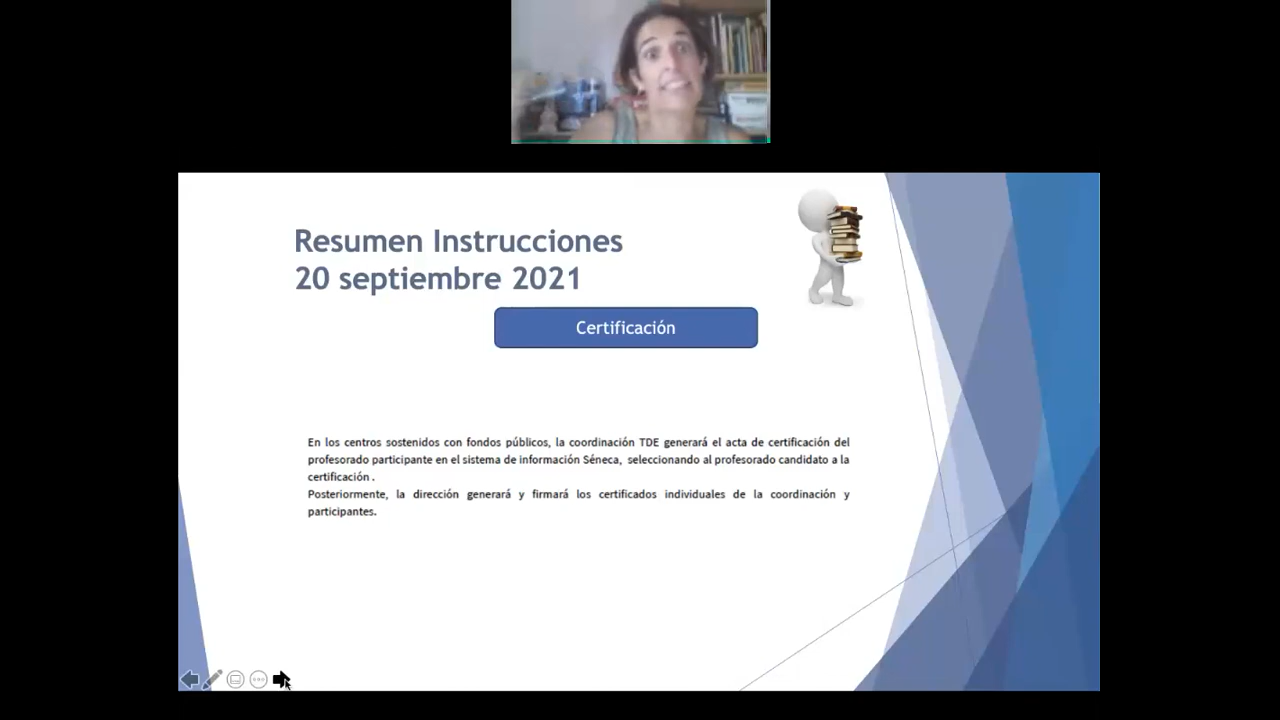 Resumen Instrucciones
20 septiembre 2021
Certificación
En los centros sostenidos con fondos públicos, la coordinación TDE generará el acta de certificación del
profesorado participante en el sistema de información Séneca, seleccionando al profesorado candidato a la
certificación .
Posteriormente, la dirección generará y firmará los certificados individuales de la coordinación y
participantes.